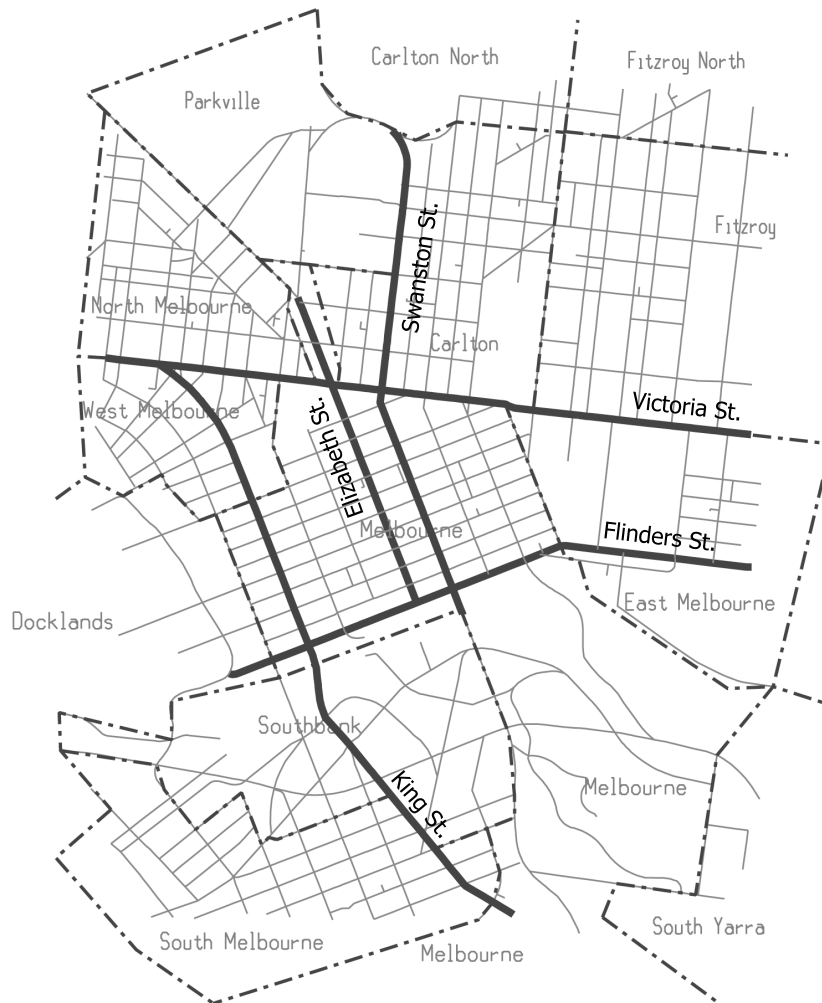 Carlton North
Fitzroy North
Parkville
Fitzroy
Swanston St.
North Melbourne
Carlton
Victoria St.
West Melbourne
Elizabeth St.
Melbourne
Flinders St.
East Melbourne
Docklands
Southbank
Melbourne
King St.
South Yarra
South Melbourne
Melbourne